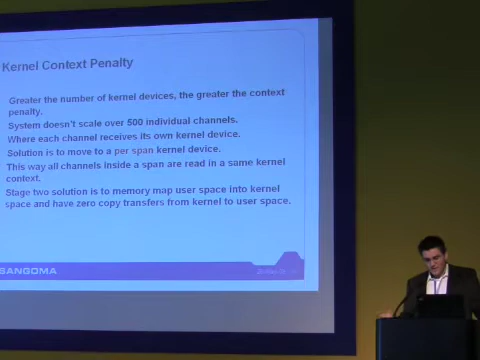 Kernel Context Penalty
Greater the number of kernel devices, the greater the context
penalty.
System doesn't scale over 500 individual channels.
Where each channel receives its own kernel device.
Solution is to move to a per span kernel device.
This way all channels inside a span are read in a same kernel
context.
Stage two solution is to memory map user space into kernel
space and have zero copy transfers from kernel to user space.
SANGOMA